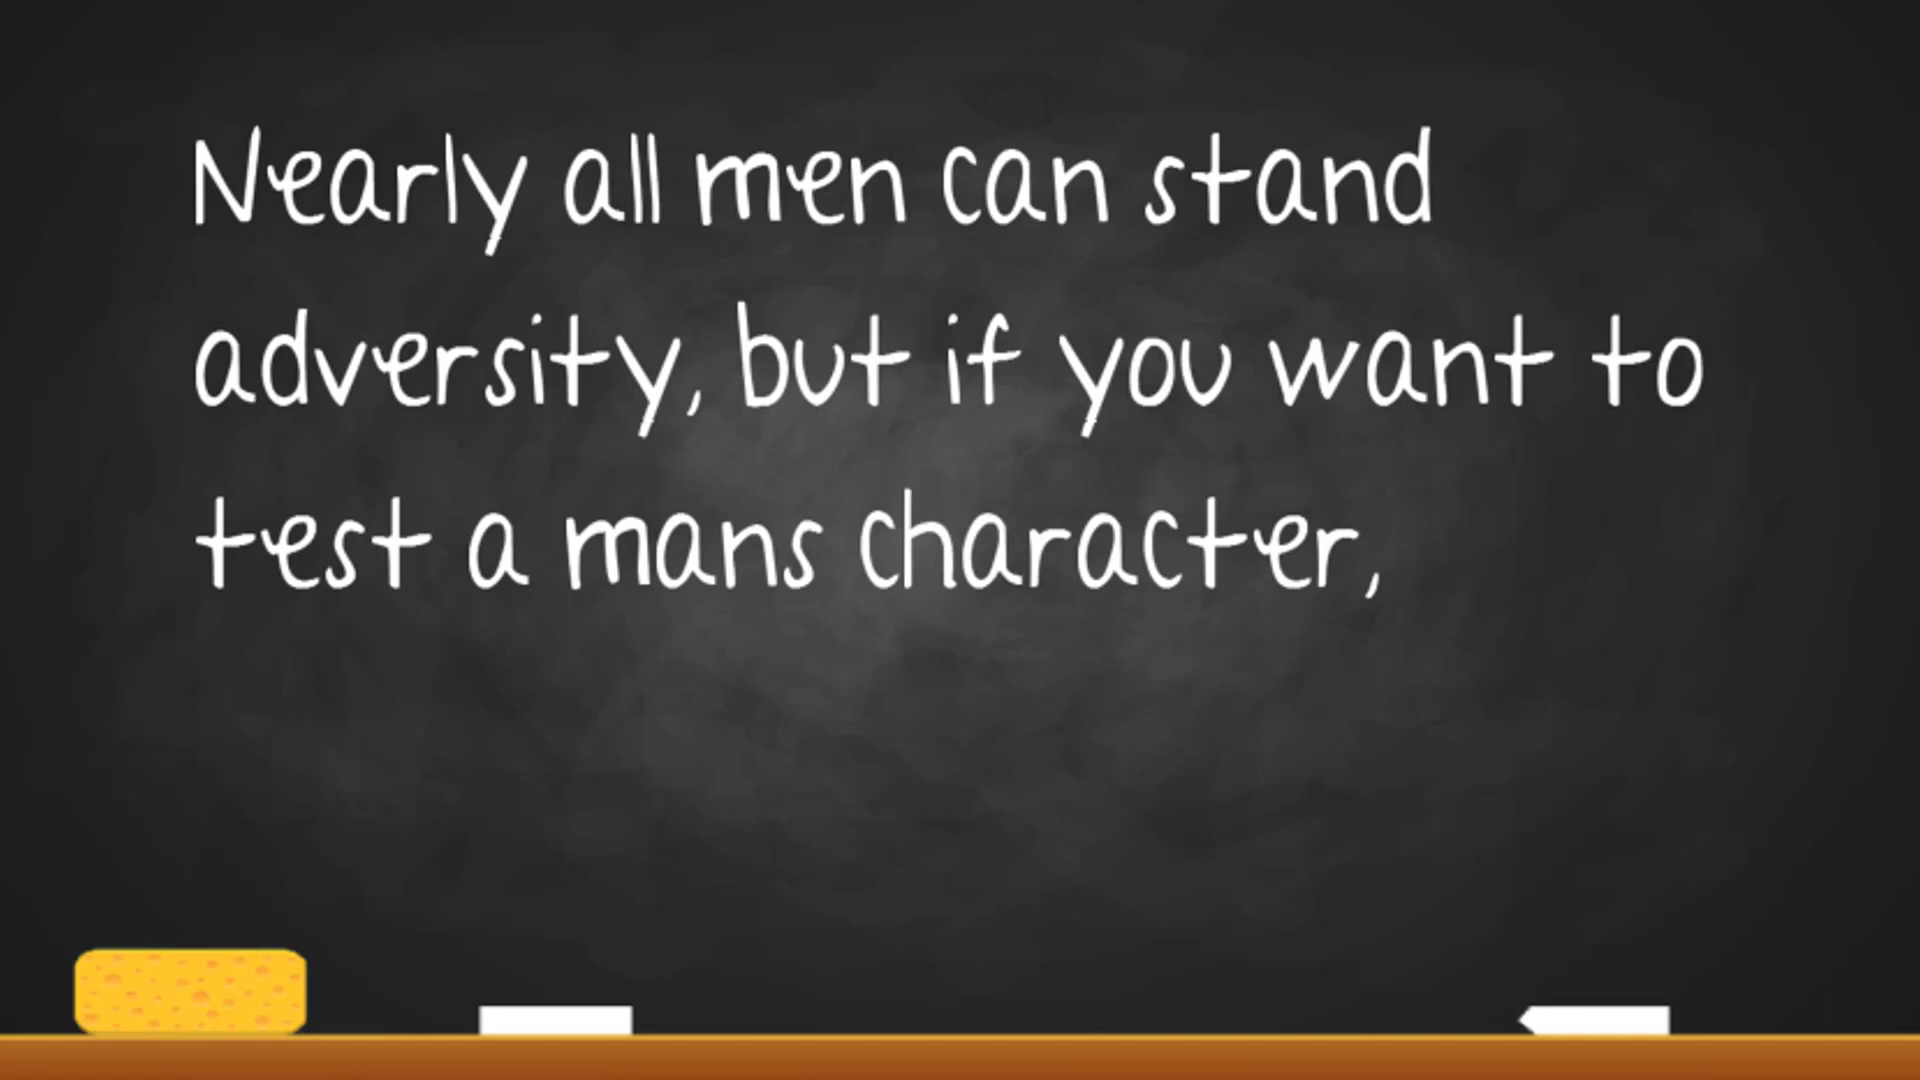 Nearly all men can stand
adversity, but if you want to
test a mans character,